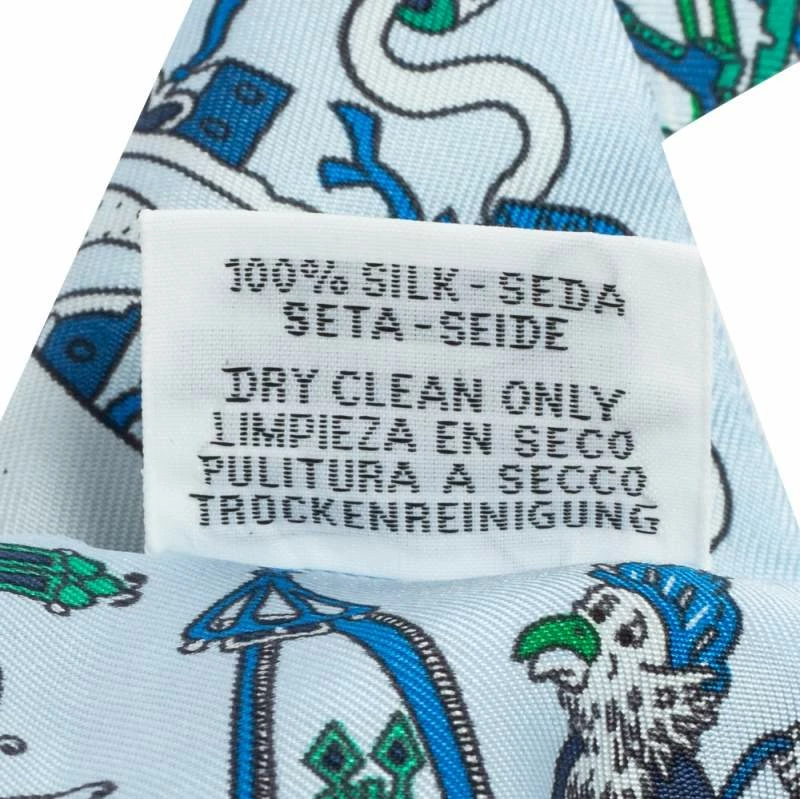 100% SILK - SEDA
SETA - SEIDE
DRY CLEAN ONLY
LIMPIEZA EN SECO
PULITURA A SECCO
TROCKENREINIGUNG